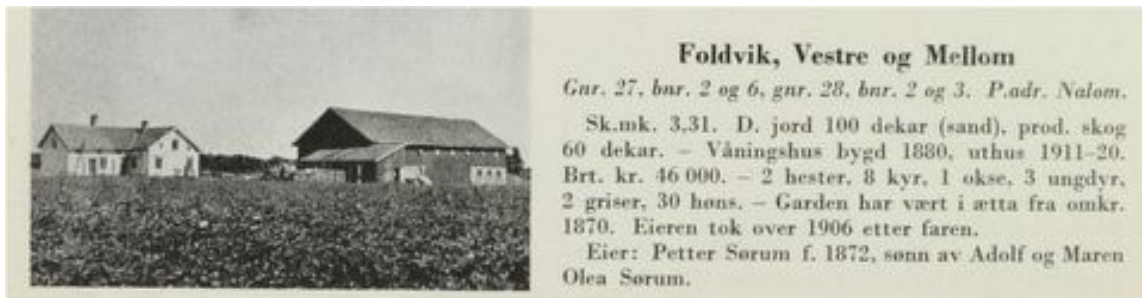 Foldvik, Vestre og Mellom
Gnr. 27, bnr. 2 og 6, gnr. 28, bnr. 2 og 3. P.adr. Nalom.
Sk.mk. 3,31. D. jord 100 dekar (sand), prod. skog
60 dekar. – Våningshus bygd 1880, uthus 1911–20.
Brt. kr. 46 000. – 2 hester, 8 kyr, 1 okse, 3 ungdyr,
2 griser, 30 høns. – Garden har vært i ætta fra omkr.
1870. Eieren tok over 1906 etter faren.
Eier: Petter Sørum f. 1872, sønn av Adolf og Maren
Olea Sørum.